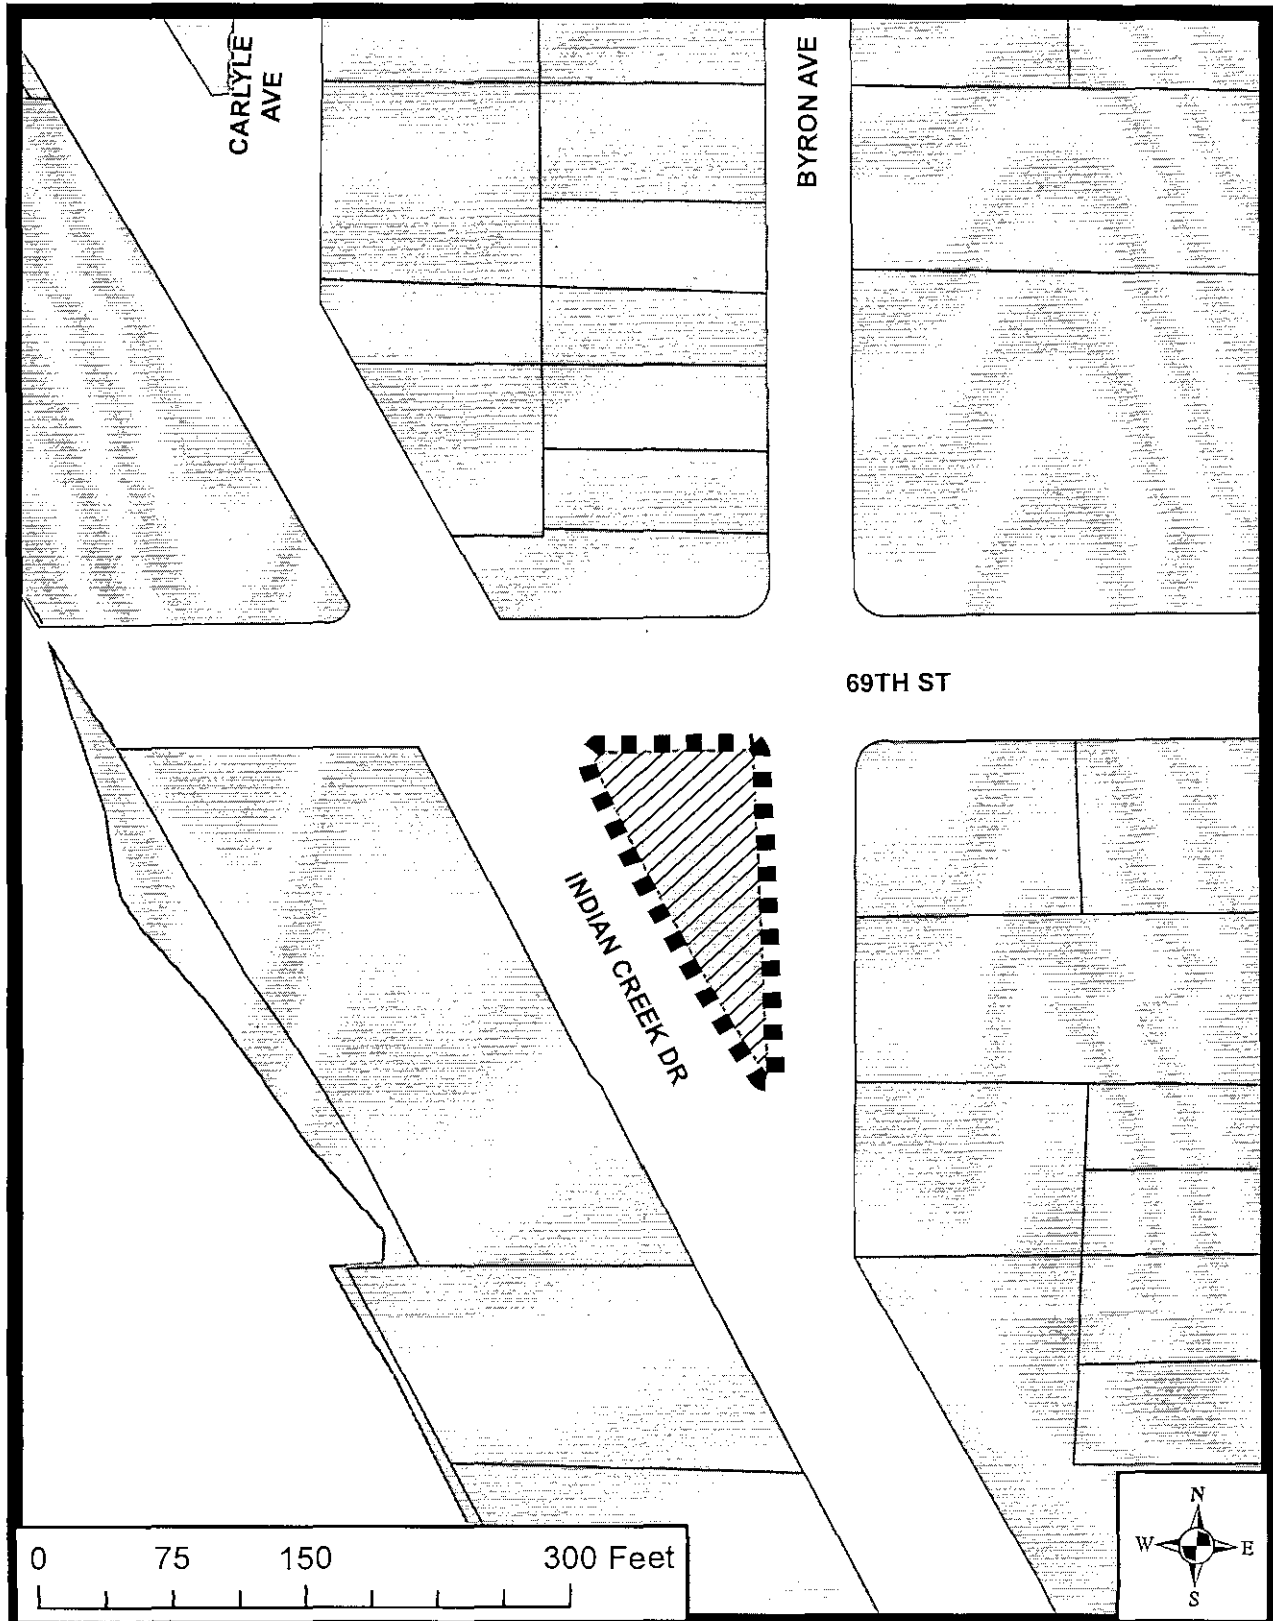 CARLYLE
AVE
BYRON AVE
69TH ST
INDIAN CREEK DR
0 75 150 300 Feet
N
W E
S